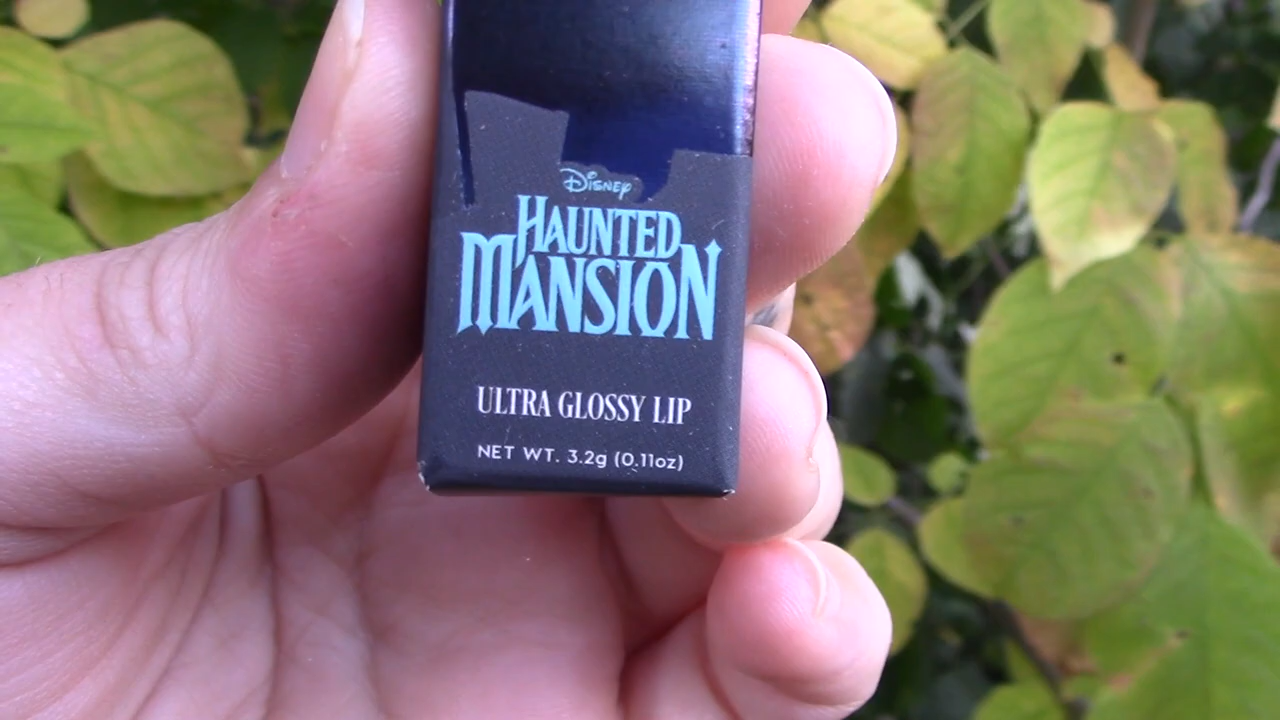 Disney
HAUNTED
MANSION
ULTRA GLOSSY LIP
NET WT. 3.2g (0.11oz)